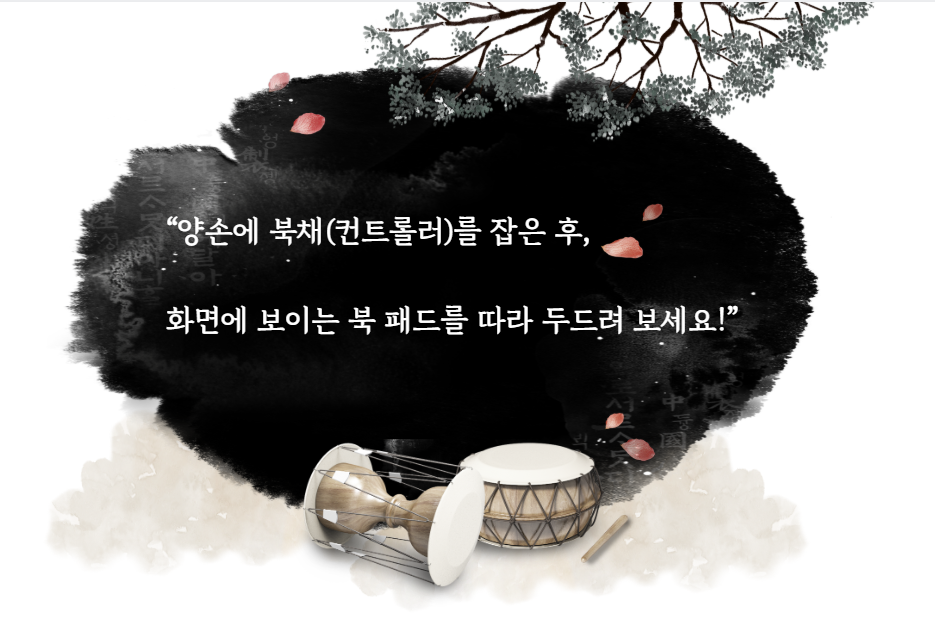 “양손에 북채(컨트롤러)를 잡은 후,
화면에 보이는 북 패드를 따라 두드려 보세요!”